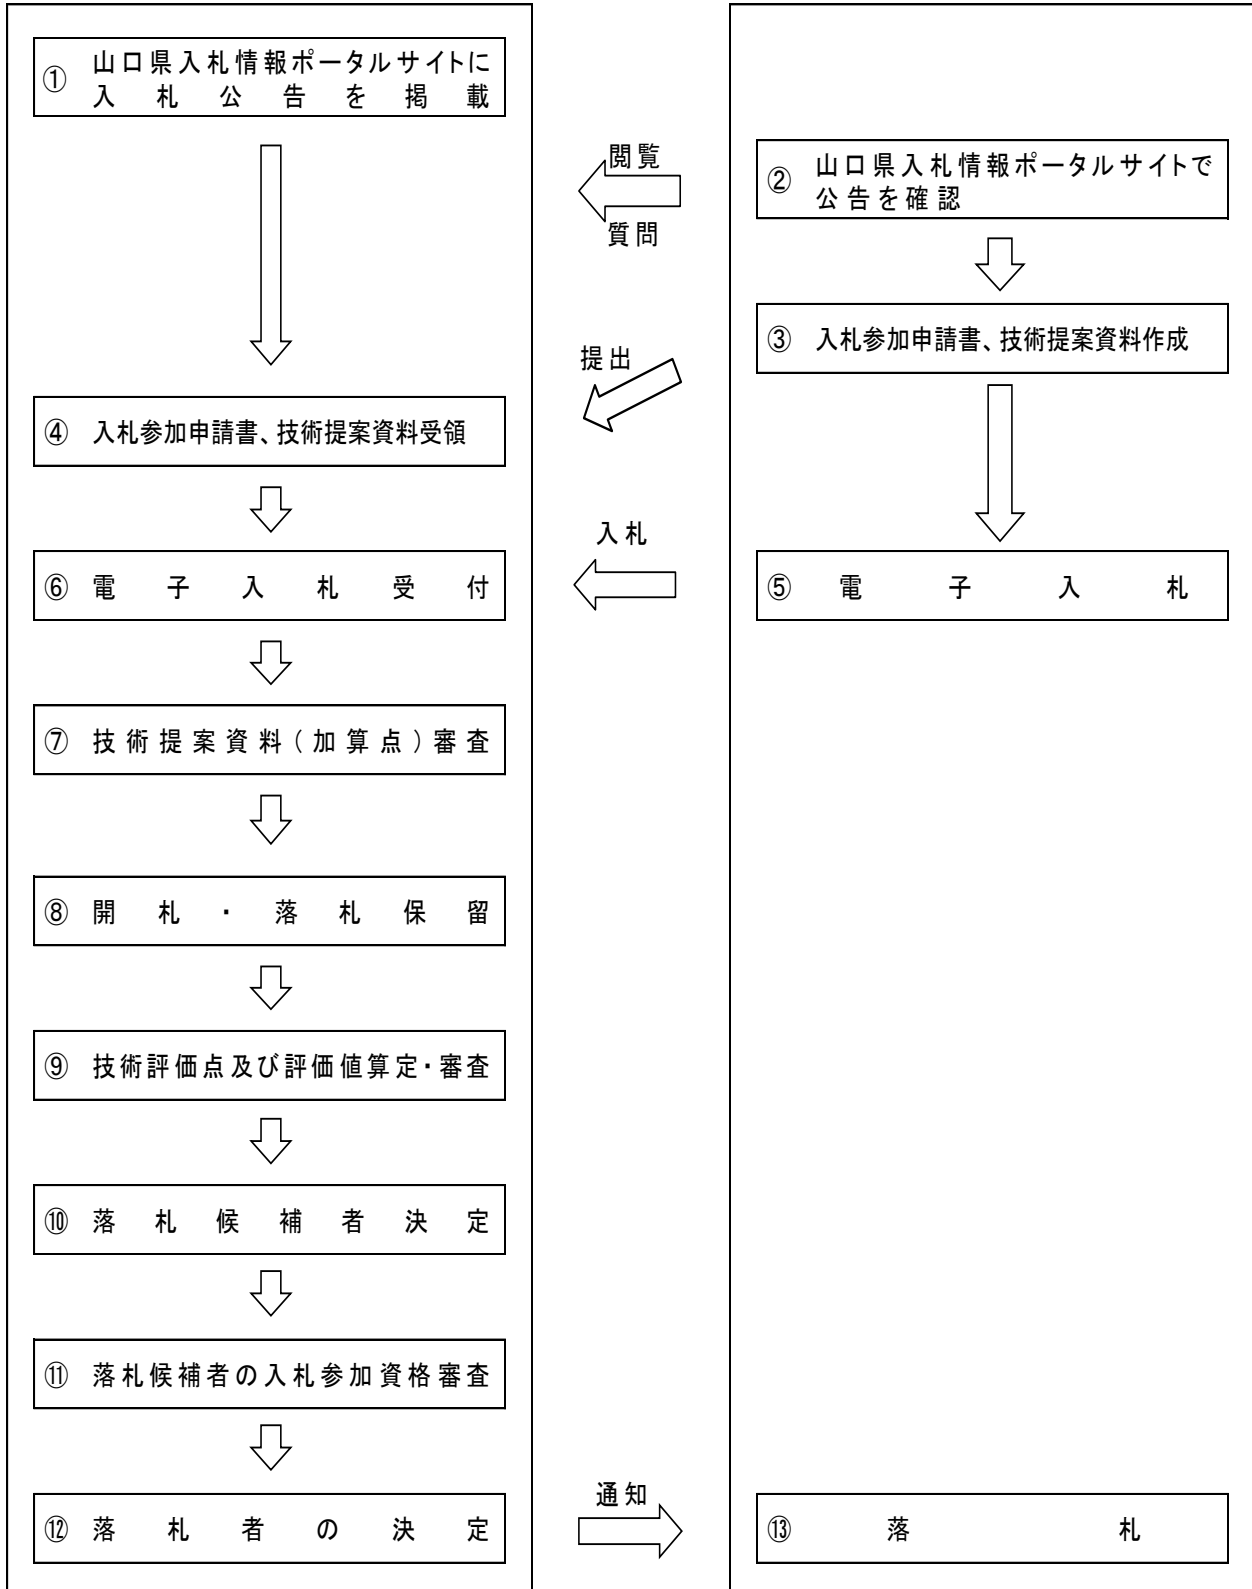 ① 山口県入札情報ポータルサイトに
入札公告を掲載
閲覧
質問
② 山口県入札情報ポータルサイトで
公告を確認
③ 入札参加申請書、技術提案資料作成
提出
④ 入札参加申請書、技術提案資料受領
入札
⑥ 電子入札受付
⑤ 電子入札
⑦ 技術提案資料(加算点)審査
⑧ 開札・落札保留
⑨ 技術評価点及び評価値算定・審査
⑩ 落札候補者決定
⑪ 落札候補者の入札参加資格審査
通知
⑫ 落札者の決定
⑬ 落札